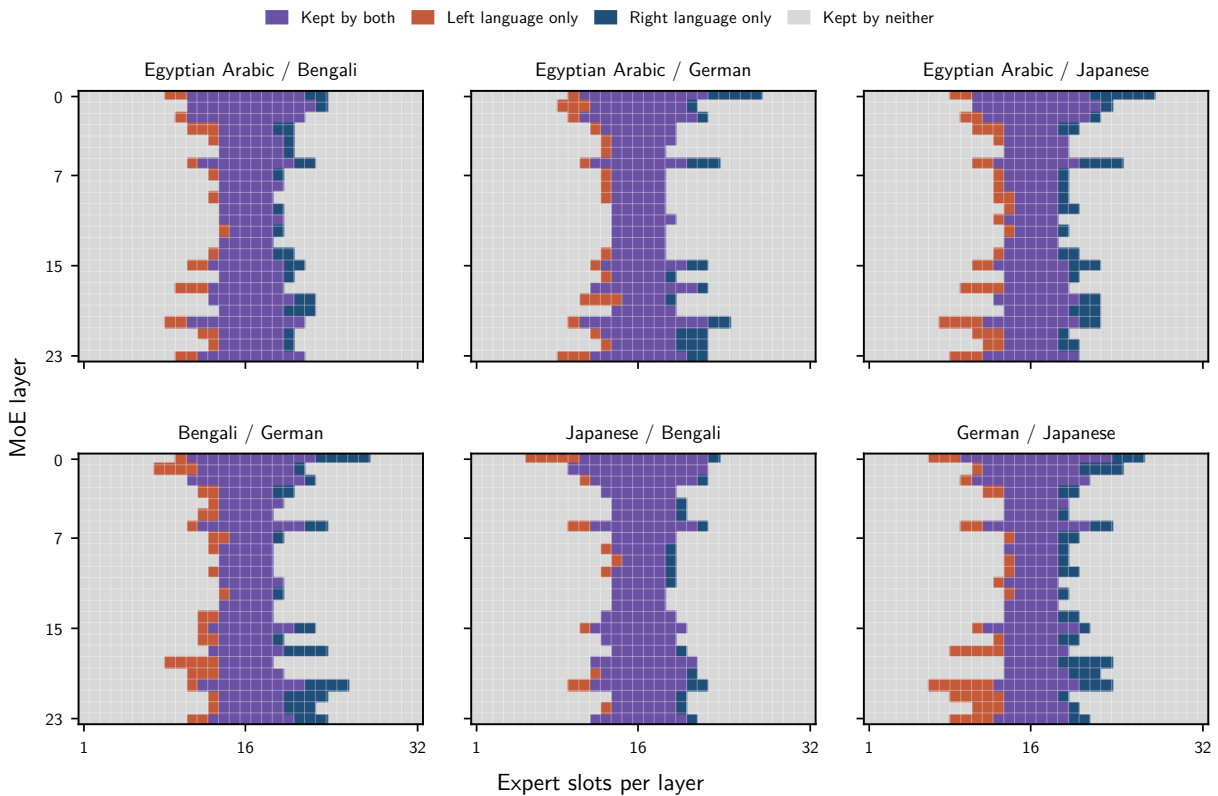 Kept by both
Left language only
Right language only
Kept by neither
Egyptian Arabic / Bengali
Egyptian Arabic / German
Egyptian Arabic / Japanese
0
7
15
23
MoE layer
Bengali / German
Japanese / Bengali
German / Japanese
0
7
15
23
1 16 32
1 16 32
1 16 32
Expert slots per layer